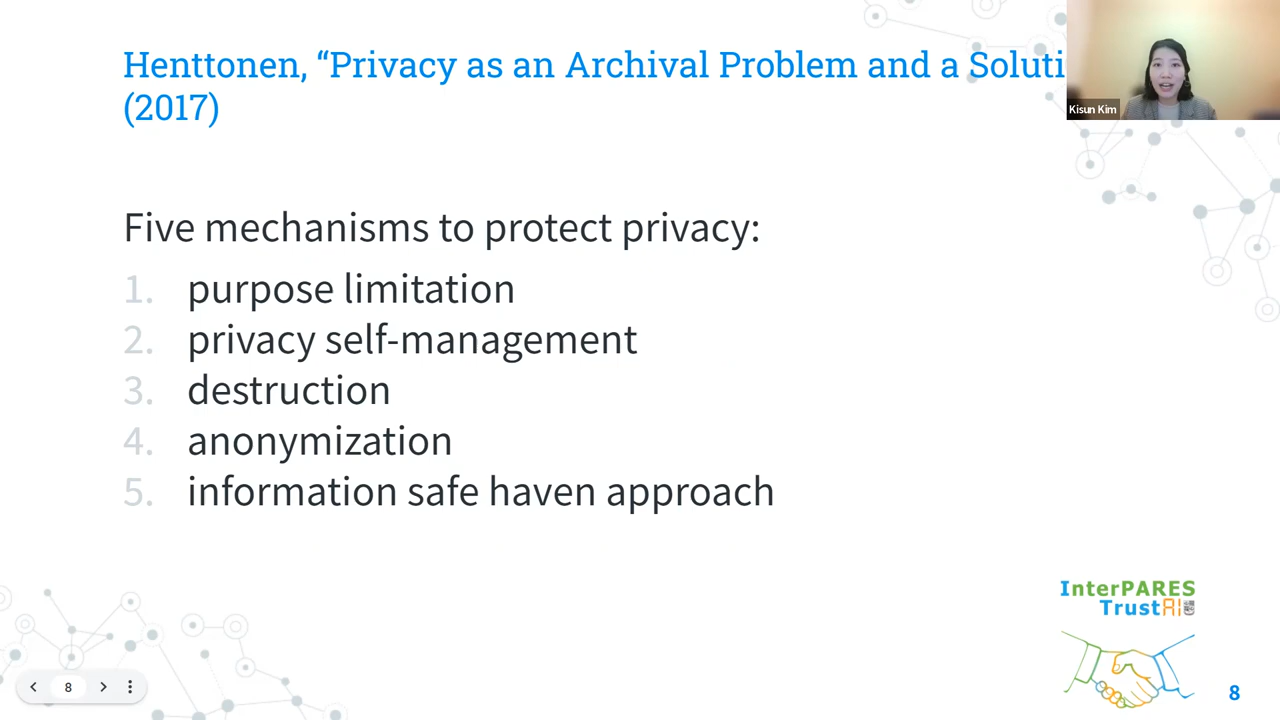 Henttonen, “Privacy as an Archival Problem and a Soluti
(2017)
Kisun Kim
Five mechanisms to protect privacy:
1. purpose limitation
2. privacy self-management
3. destruction
4. anonymization
5. information safe haven approach
InterPARES
TrustAI
8
8